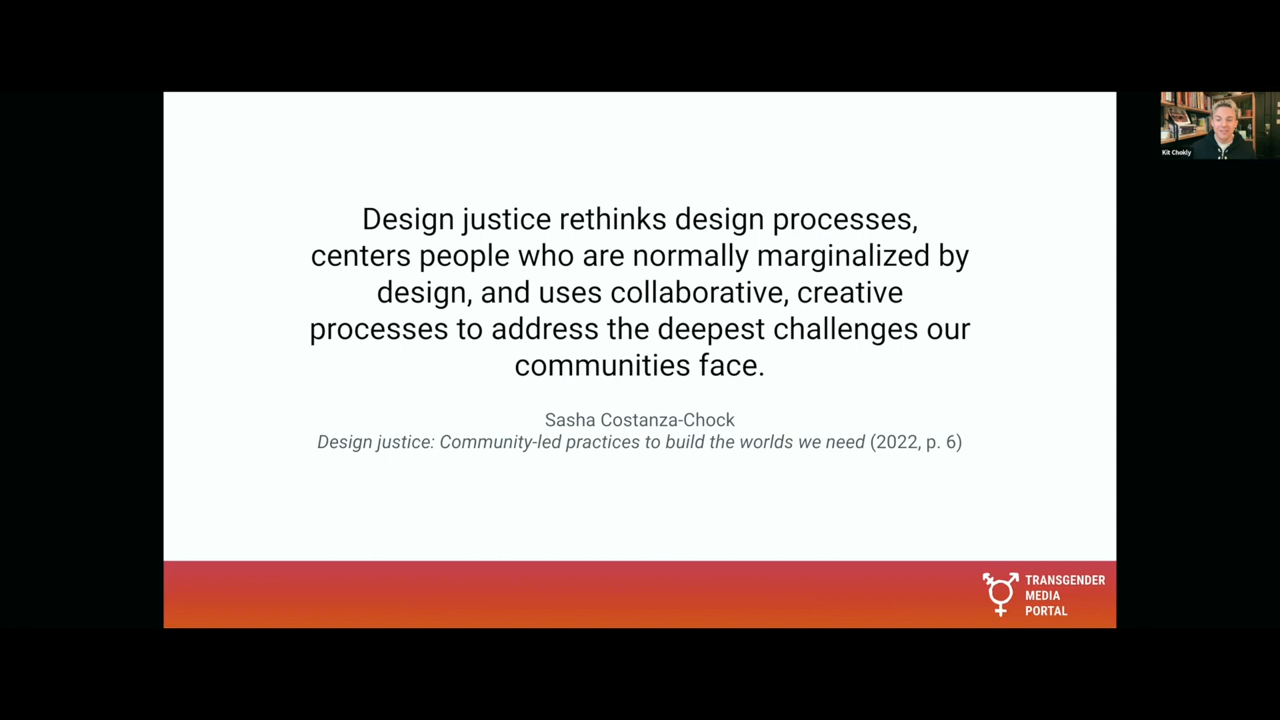 Design justice rethinks design processes,
centers people who are normally marginalized by
design, and uses collaborative, creative
processes to address the deepest challenges our
communities face.
Sasha Costanza-Chock
Design justice: Community-led practices to build the worlds we need (2022, p. 6)
TRANSGENDER
MEDIA
PORTAL
Kit Chokly